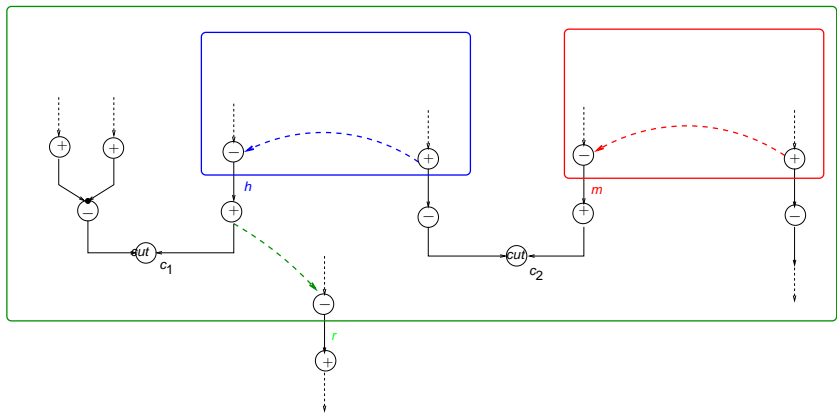 + + − +
− +
h m
− + − + −
cut cut
c1 c2
−
r
+